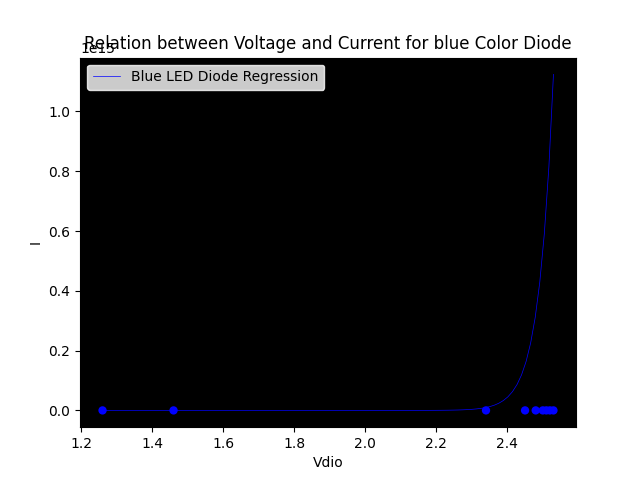 Relation between Voltage and Current for blue Color Diode
1e15
Blue LED Diode Regression
1.0
0.8
0.6
0.4
0.2
0.0
I
1.2 1.4 1.6 1.8 2.0 2.2 2.4
Vdio